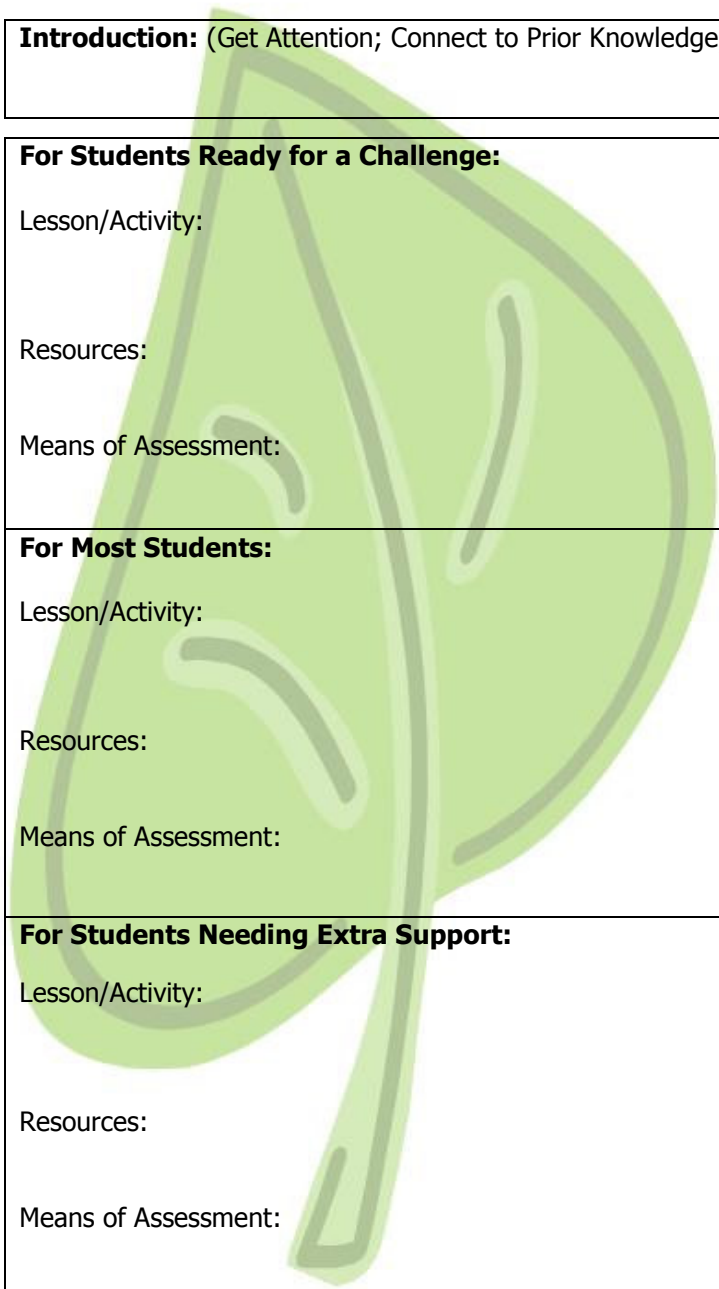 Introduction: (Get Attention; Connect to Prior Knowledge
For Students Ready for a Challenge:
Lesson/Activity:
Resources:
Means of Assessment:
For Most Students:
Lesson/Activity:
Resources:
Means of Assessment:
For Students Needing Extra Support:
Lesson/Activity:
Resources:
Means of Assessment: